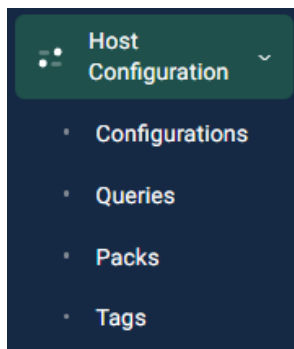 Host
Configuration
Configurations
Queries
Packs
Tags